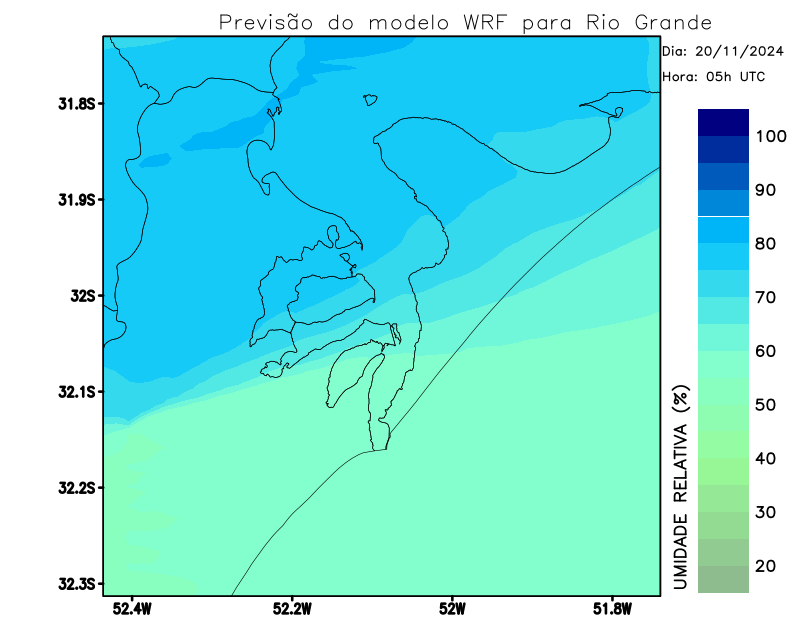 Previsão do modelo WRF para Rio Grande
Dia: 20/11/2024
Hora: 05h UTC
31.8S
31.9S
32S
32.1S
32.2S
32.3S
52.4W
52.2W
52W
51.8W
100
90
80
70
60
50
40
30
20
UMIDADE RELATIVA (%)